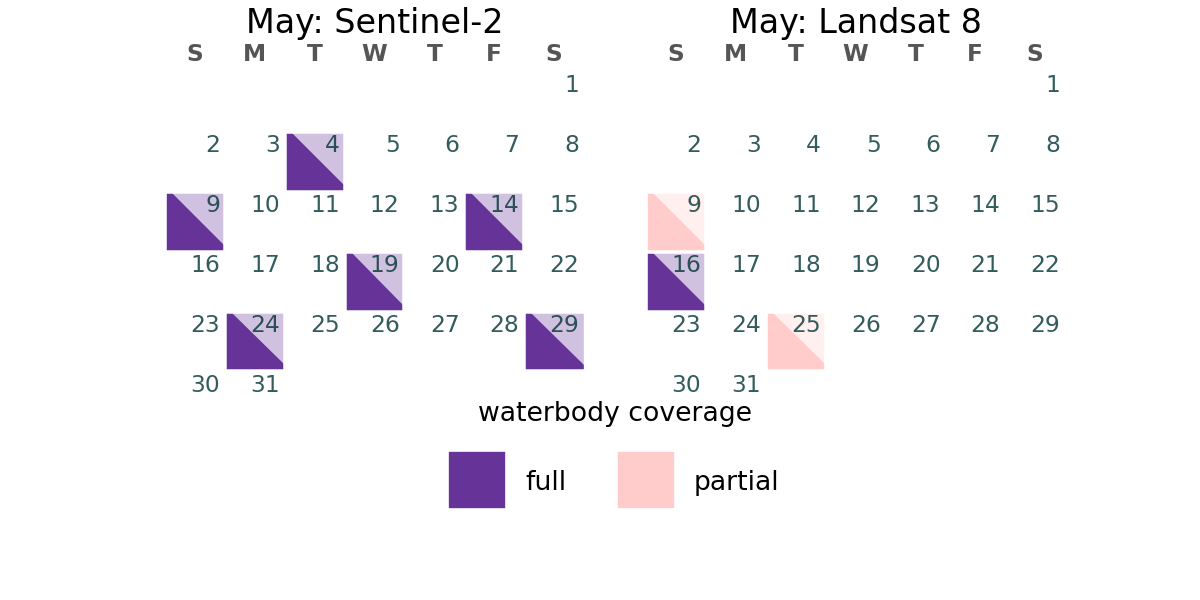 May: Sentinel-2
S M T W T F S
1
2 3 4 5 6 7 8
9 10 11 12 13 14 15
16 17 18 19 20 21 22
23 24 25 26 27 28 29
30 31
May: Landsat 8
S M T W T F S
1
2 3 4 5 6 7 8
9 10 11 12 13 14 15
16 17 18 19 20 21 22
23 24 25 26 27 28 29
30 31
waterbody coverage
full
partial